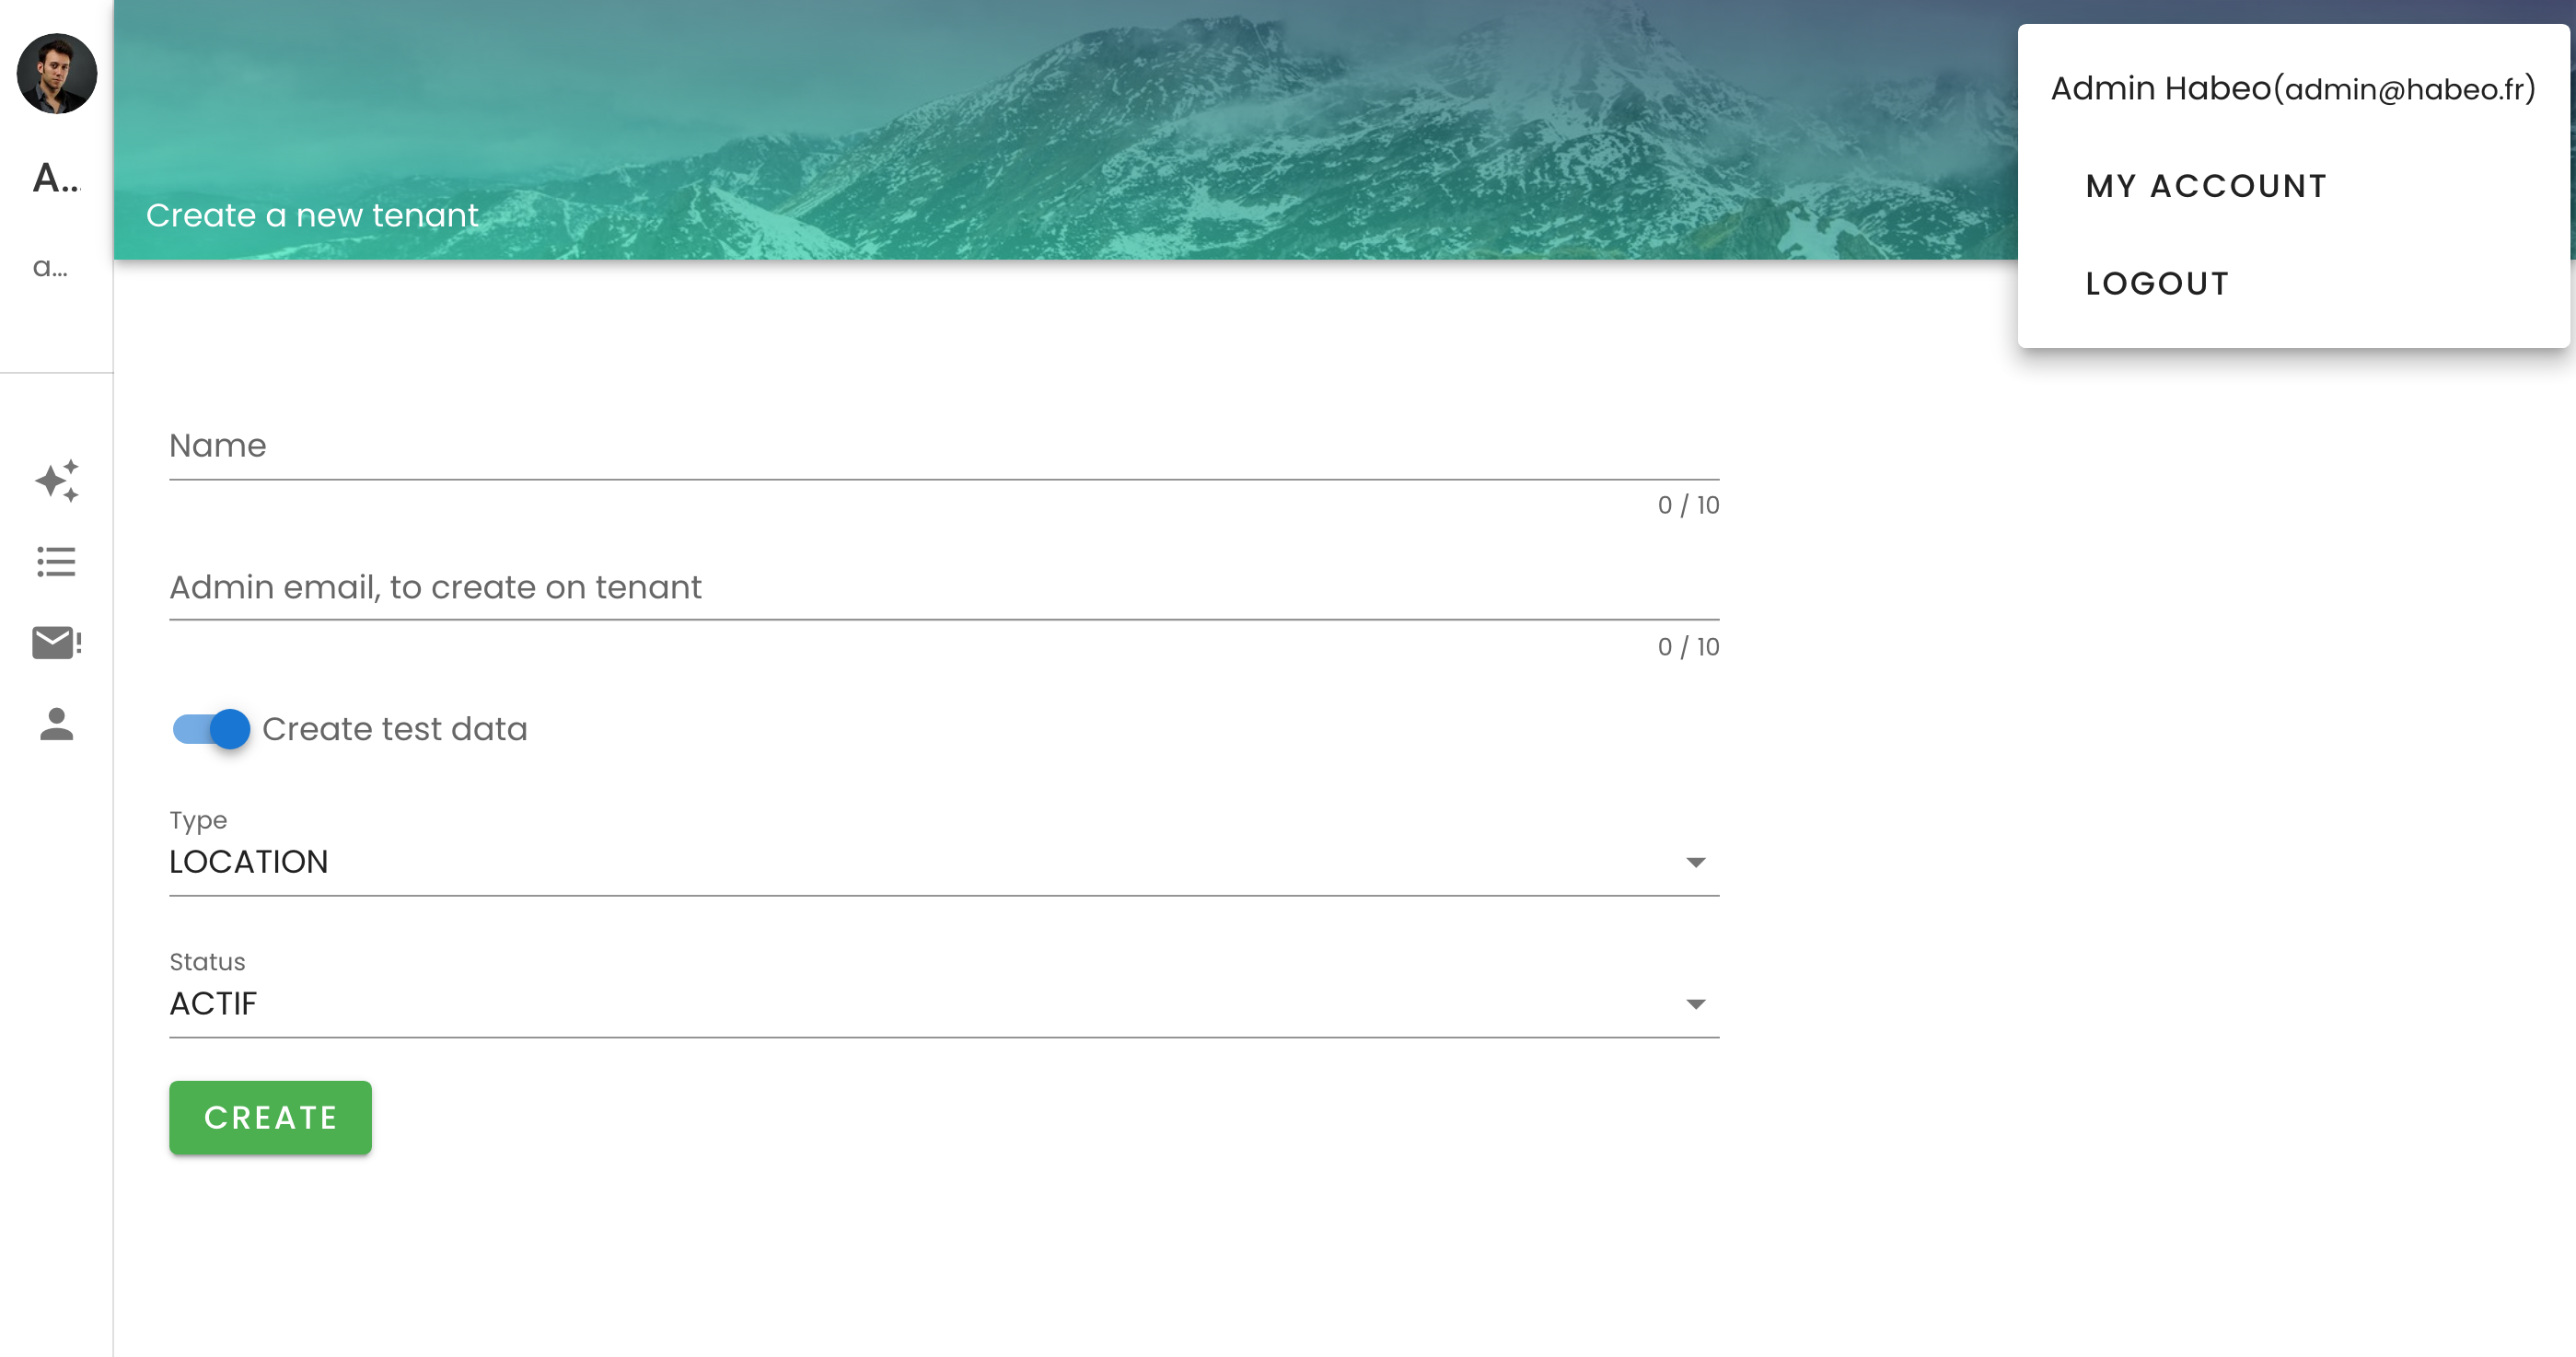 A...
a...
Create a new tenant
Admin Habeo(admin@habeo.fr)
MY ACCOUNT
LOGOUT
Name
0 / 10
Admin email, to create on tenant
0 / 10
Create test data
Type
LOCATION
Status
ACTIF
CREATE